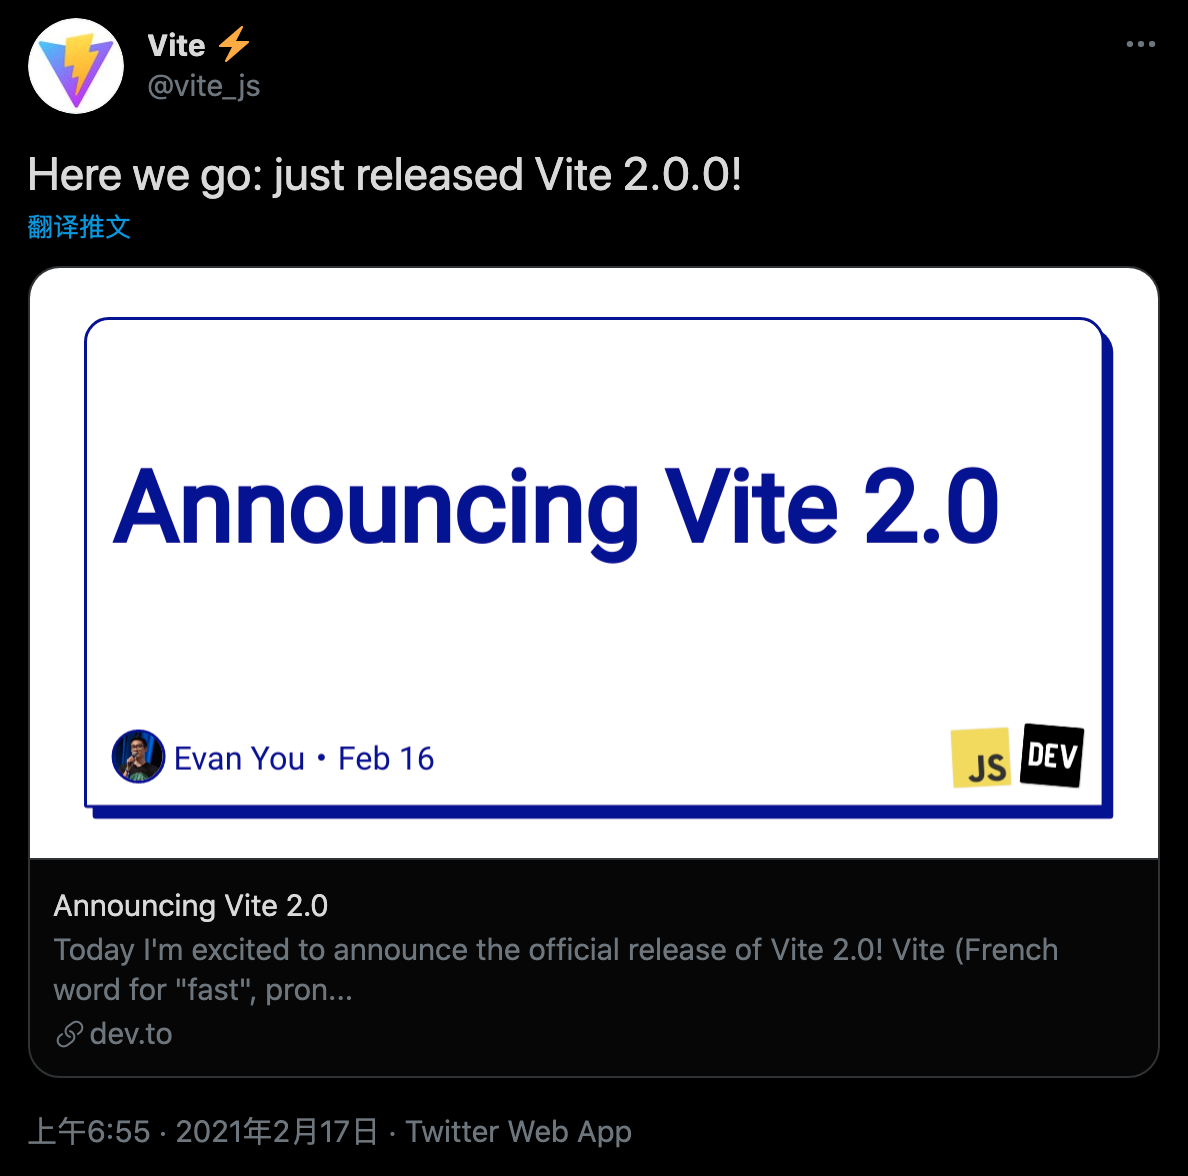 Vite ⚡
@vite_js
Here we go: just released Vite 2.0.0!
翻译推文
Announcing Vite 2.0
Evan You • Feb 16
JS
DEV
Announcing Vite 2.0
Today I'm excited to announce the official release of Vite 2.0! Vite (French
word for "fast", pron...
dev.to
上午6:55 · 2021年2月17日 · Twitter Web App